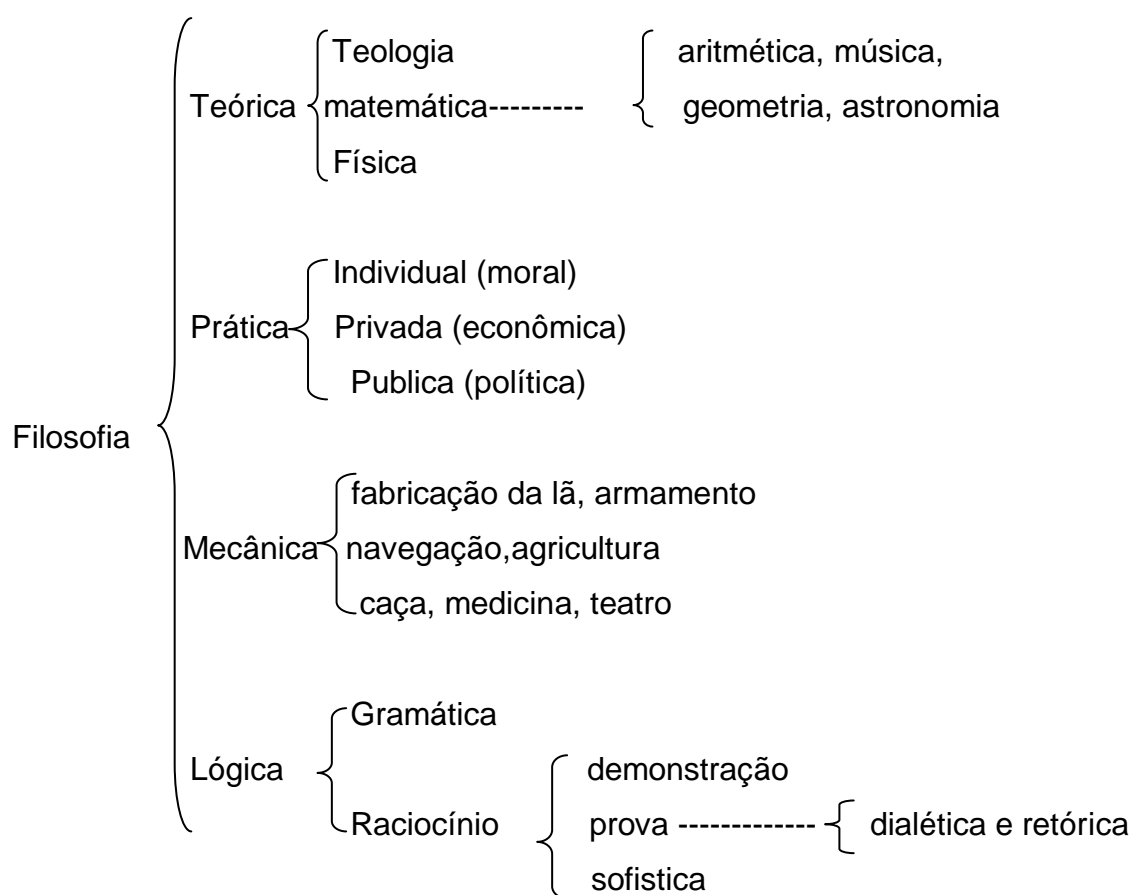 Teologia aritmética, música,
Teórica matemática--------- geometria, astronomia
Física
Individual (moral)
Prática Privada (econômica)
Publica (política)
Filosofia
fabricação da lã, armamento
Mecânica navegação,agricultura
caça, medicina, teatro
Gramática
Lógica demonstração
Raciocínio prova ------------- dialética e retórica
sofistica